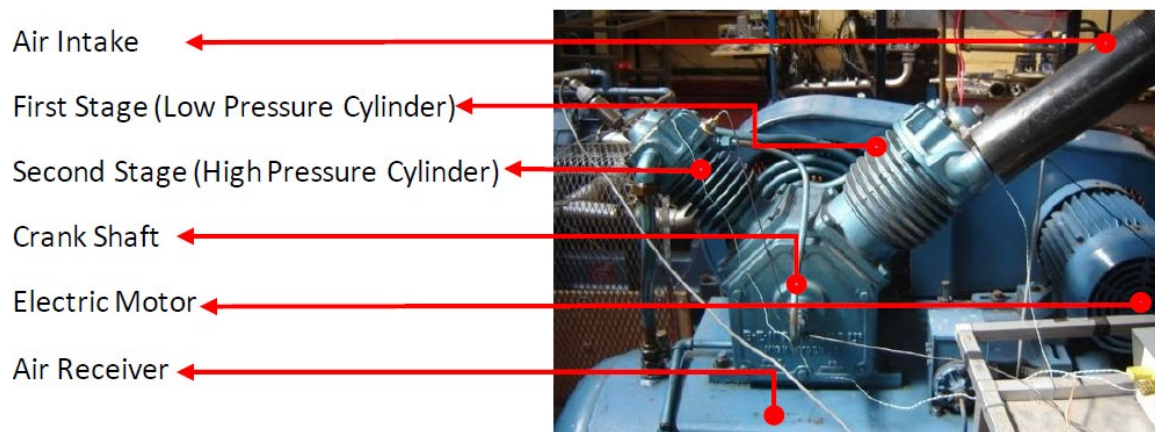 Air Intake
First Stage (Low Pressure Cylinder)
Second Stage (High Pressure Cylinder)
Crank Shaft
Electric Motor
Air Receiver